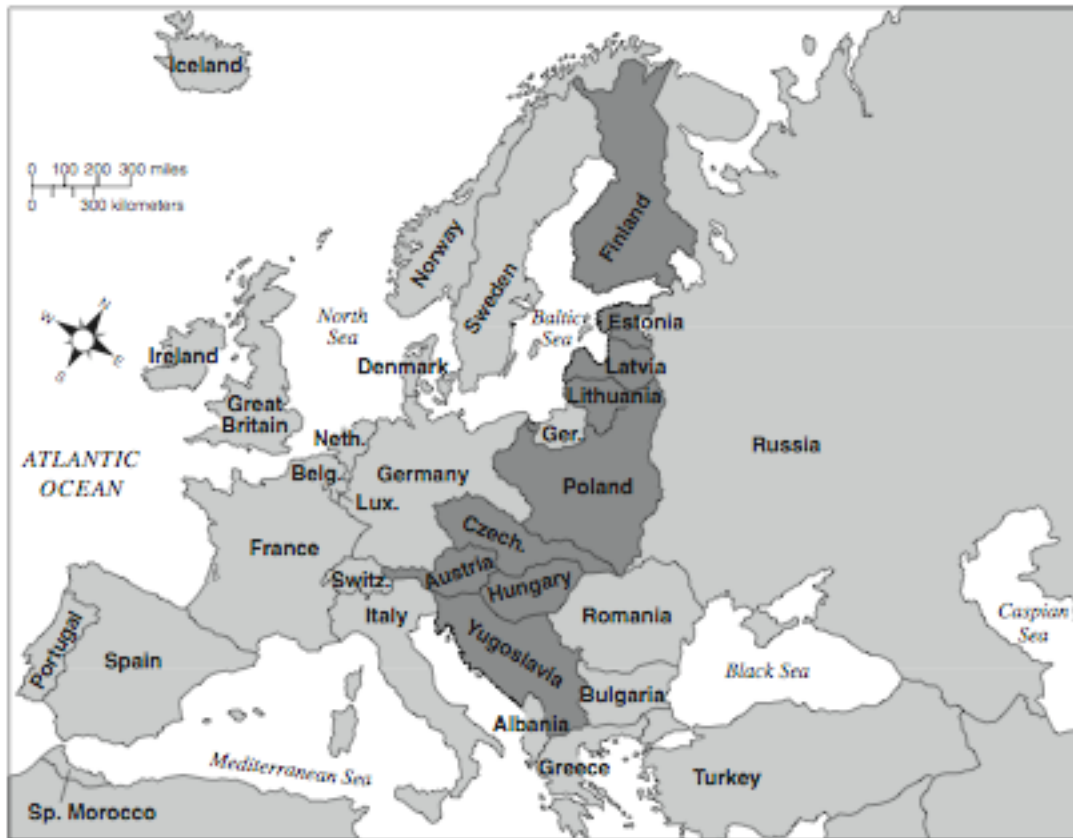 Iceland
0 100 200 300 miles
0 300 kilometers
N
W
E
S
Norway
Sweden
Finland
North
Sea
Baltice
Sea
Estonia
Latvia
Lithuania
Ireland
Denmark
Great
Britain
Neth.
Ger.
Russia
ATLANTIC
OCEAN
Belg.
Germany
Poland
Lux.
Czech.
France
Switz.
Austria
Hungary
Italy
Romania
Caspian
Sea
Portugal
Spain
Yugoslavia
Black Sea
Bulgaria
Albania
Mediterranean Sea
Greece
Turkey
Sp. Morocco